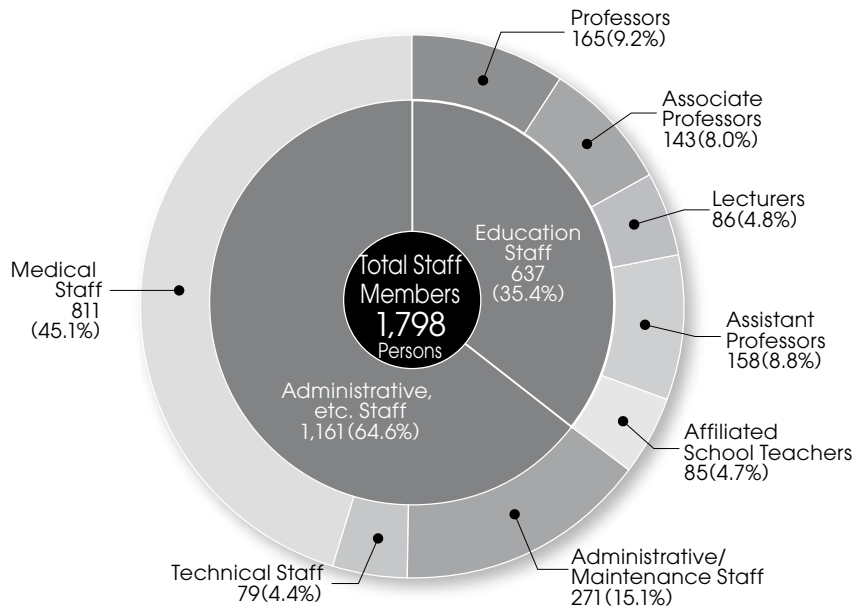 Professors
165(9.2%)
Associate
Professors
143(8.0%)
Lecturers
86(4.8%)
Education
Staff
637
(35.4%)
Total Staff
Members
1,798
Persons
Medical
Staff
811
(45.1%)
Assistant
Professors
158(8.8%)
Administrative,
etc. Staff
1,161(64.6%)
Affiliated
School Teachers
85(4.7%)
Technical Staff
79(4.4%)
Administrative/
Maintenance Staff
271(15.1%)